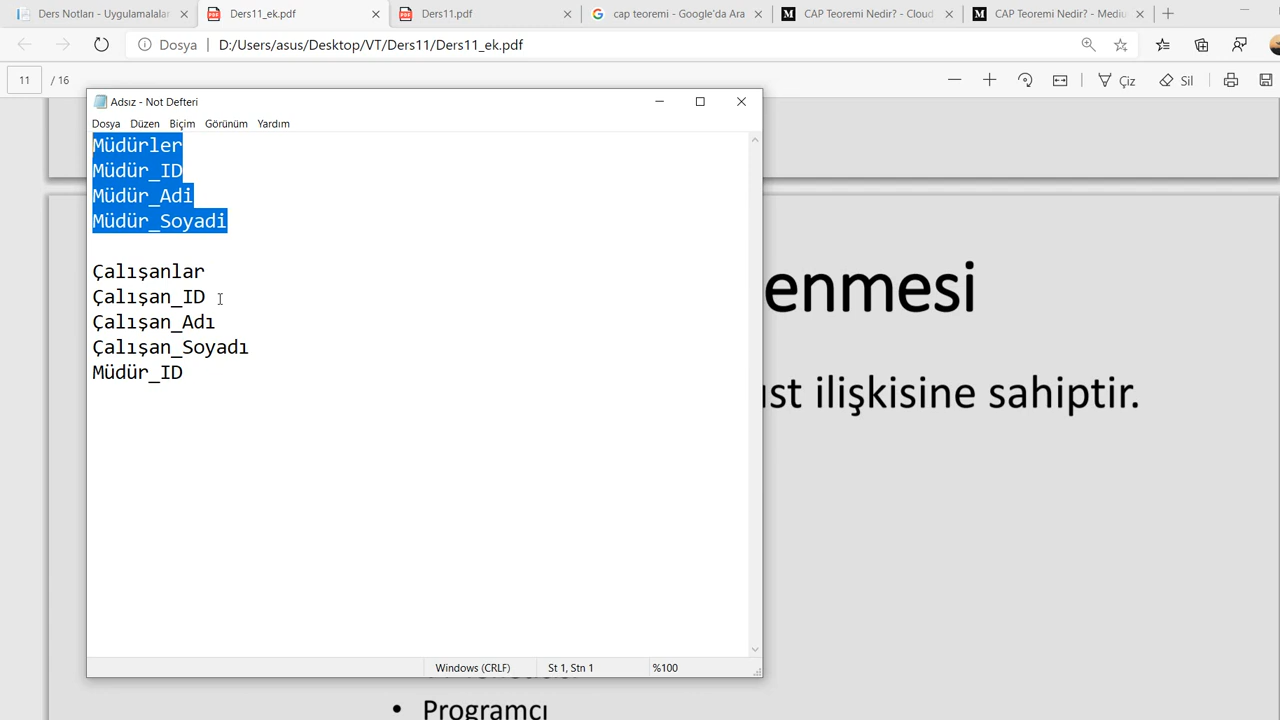 Ders Notları - Uygulamalalar
Ders11_ek.pdf
Ders11.pdf
cap teoremi - Google'da Ara
CAP Teoremi Nedir? - Cloud
CAP Teoremi Nedir? - Mediu
Dosya
D:/Users/asus/Desktop/VT/Ders11/Ders11_ek.pdf
11 / 16
Çiz
Sil
Adsız - Not Defteri
Dosya Düzen Biçim Görünüm Yardım
Müdürler
Müdür_ID
Müdür_Adi
Müdür_Soyadi
Çalışanlar
Çalışan_ID
Çalışan_Adı
Çalışan_Soyadı
Müdür_ID
enmesi
üst ilişkisine sahiptir.
Windows (CRLF)
St 1, Stn 1
%100
• Programcı